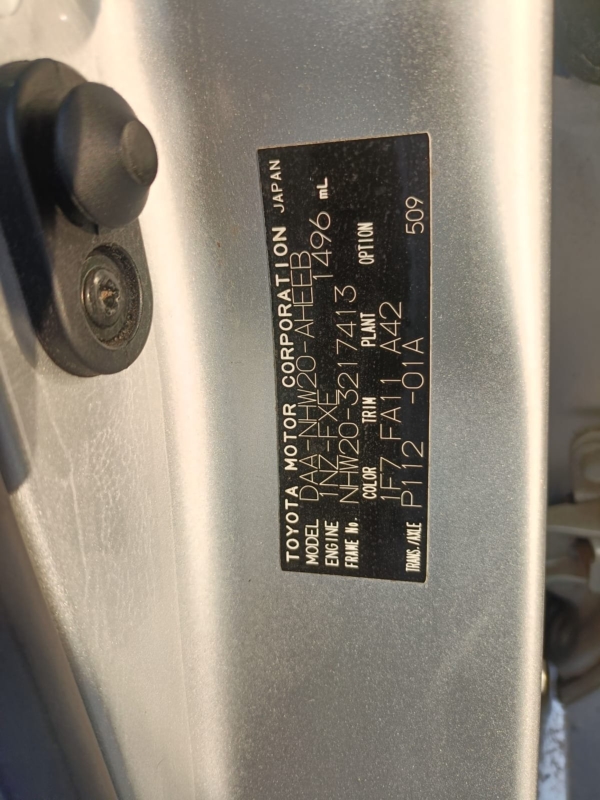 TOYOTA MOTOR CORPORATION JAPAN
MODEL DAA-NHW20-AHEEB
ENGINE 1NZ-FXE 1496 mL
FRAME No. NHW20-3217413
COLOR TRIM PLANT OPTION
1F7 FA11 A42
TRANS./AXLE P112 -01A 509